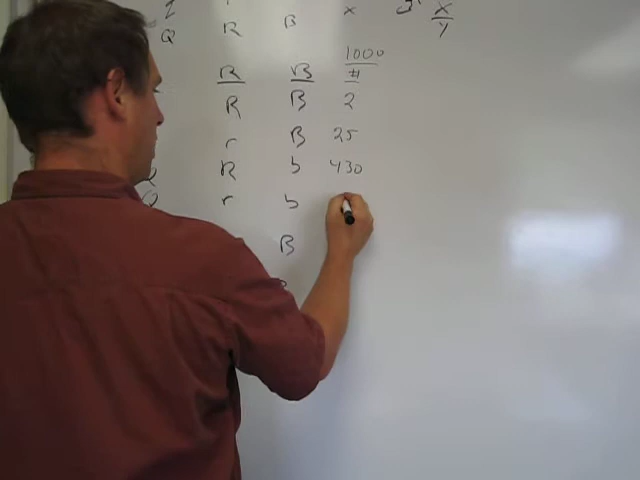 Q R B X
X
Y
1000
R B #
R B 2
r B 25
R b 430
r b
B